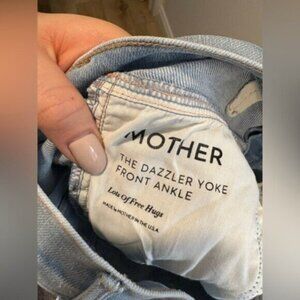 MOTHER
THE DAZZLER YOKE
FRONT ANKLE
Lots Of Free Hugs
MADE by MOTHER IN THE U.S.A.